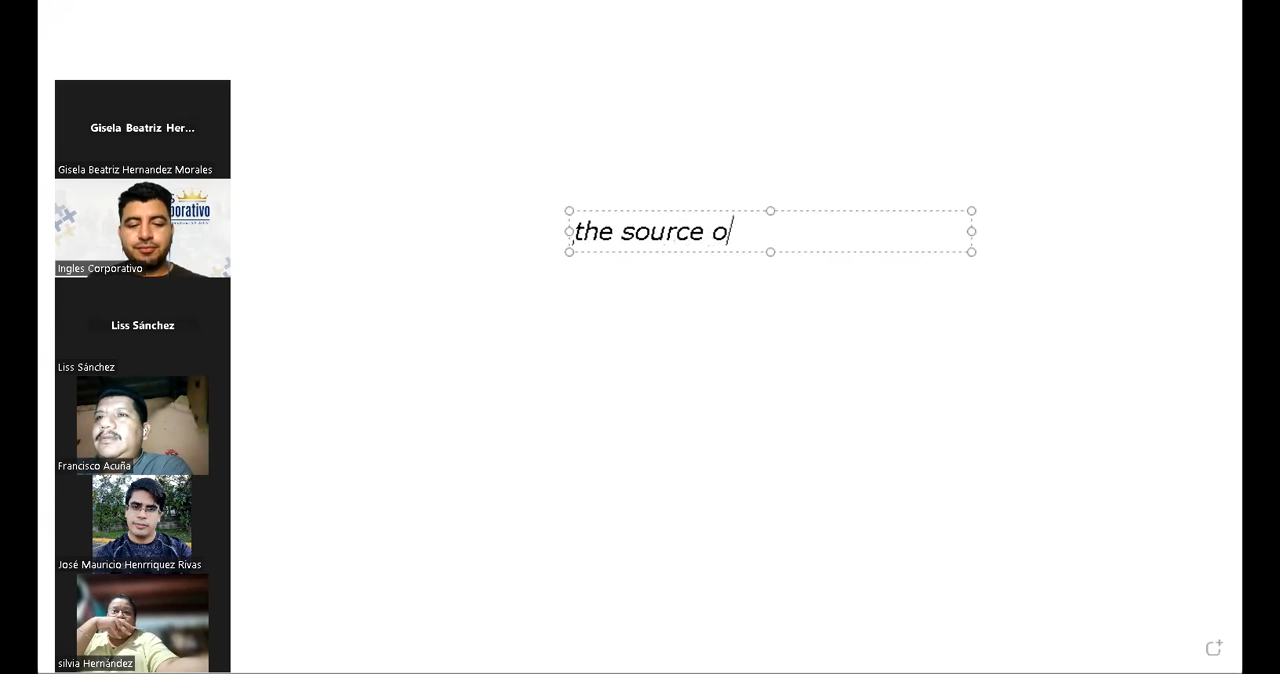 Gisela Beatriz Her...
Gisela Beatriz Hernandez Morales
Ingles Corporativo
Liss Sánchez
Liss Sánchez
Francisco Acuña
José Mauricio Henrriquez Rivas
silvia Hernández
the source o